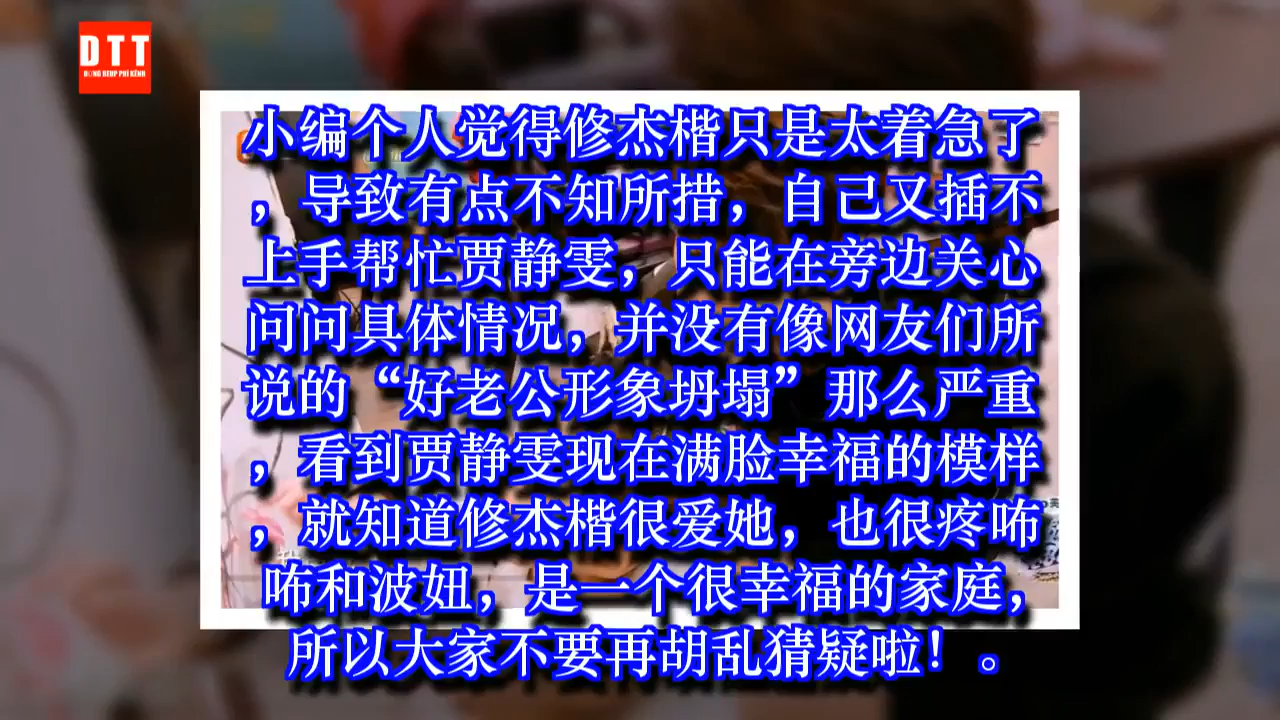 DTT
小编个人觉得修杰楷只是太着急了
，导致有点不知所措，自己又插不
上手帮忙贾静雯，只能在旁边关心
问问具体情况，并没有像网友们所
说的“好老公形象坍塌”那么严重
，看到贾静雯现在满脸幸福的模样
，就知道修杰楷很爱她，也很疼咘
咘和波妞，是一个很幸福的家庭，
所以大家不要再胡乱猜疑啦！。